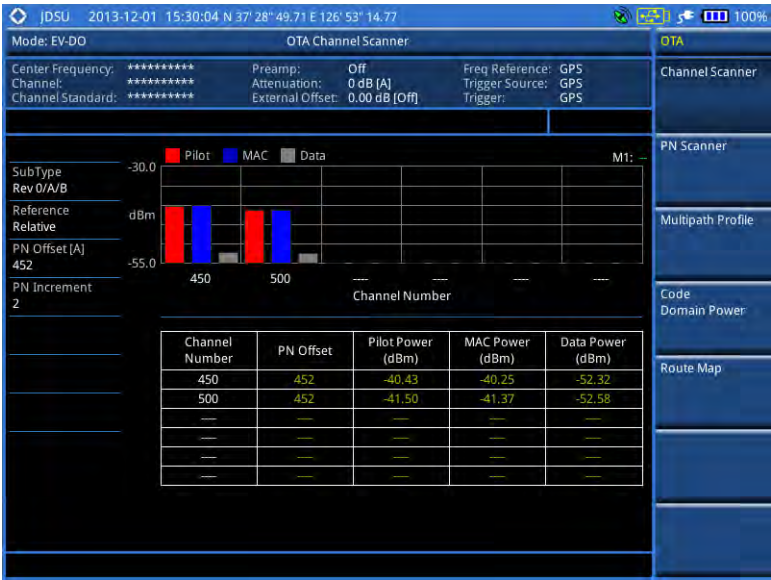 jDSU 2013-12-01 15:30:04 N 37' 28" 49.71 E 126' 53" 14.77 100%
Mode: EV-DO OTA Channel Scanner OTA
Center Frequency: ********** Preamp: Off Freq Reference: GPS
Channel: ********** Attenuation: 0 dB [A] Trigger Source: GPS
Channel Standard: ********** External Offset: 0.00 dB [Off] Trigger: GPS
Channel Scanner
PN Scanner
Multipath Profile
Code
Domain Power
Route Map
SubType
Rev 0/A/B
Reference
Relative
PN Offset [A]
452
PN Increment
2
Pilot MAC Data M1: --
-30.0
dBm
-55.0
450 500 ---- ---- ---- ----
Channel Number
Channel Number PN Offset Pilot Power (dBm) MAC Power (dBm) Data Power (dBm)
450 452 -40.43 -40.25 -52.32
500 452 -41.50 -41.37 -52.58
---- ---- ---- ---- ----
---- ---- ---- ---- ----
---- ---- ---- ---- ----
---- ---- ---- ---- ----